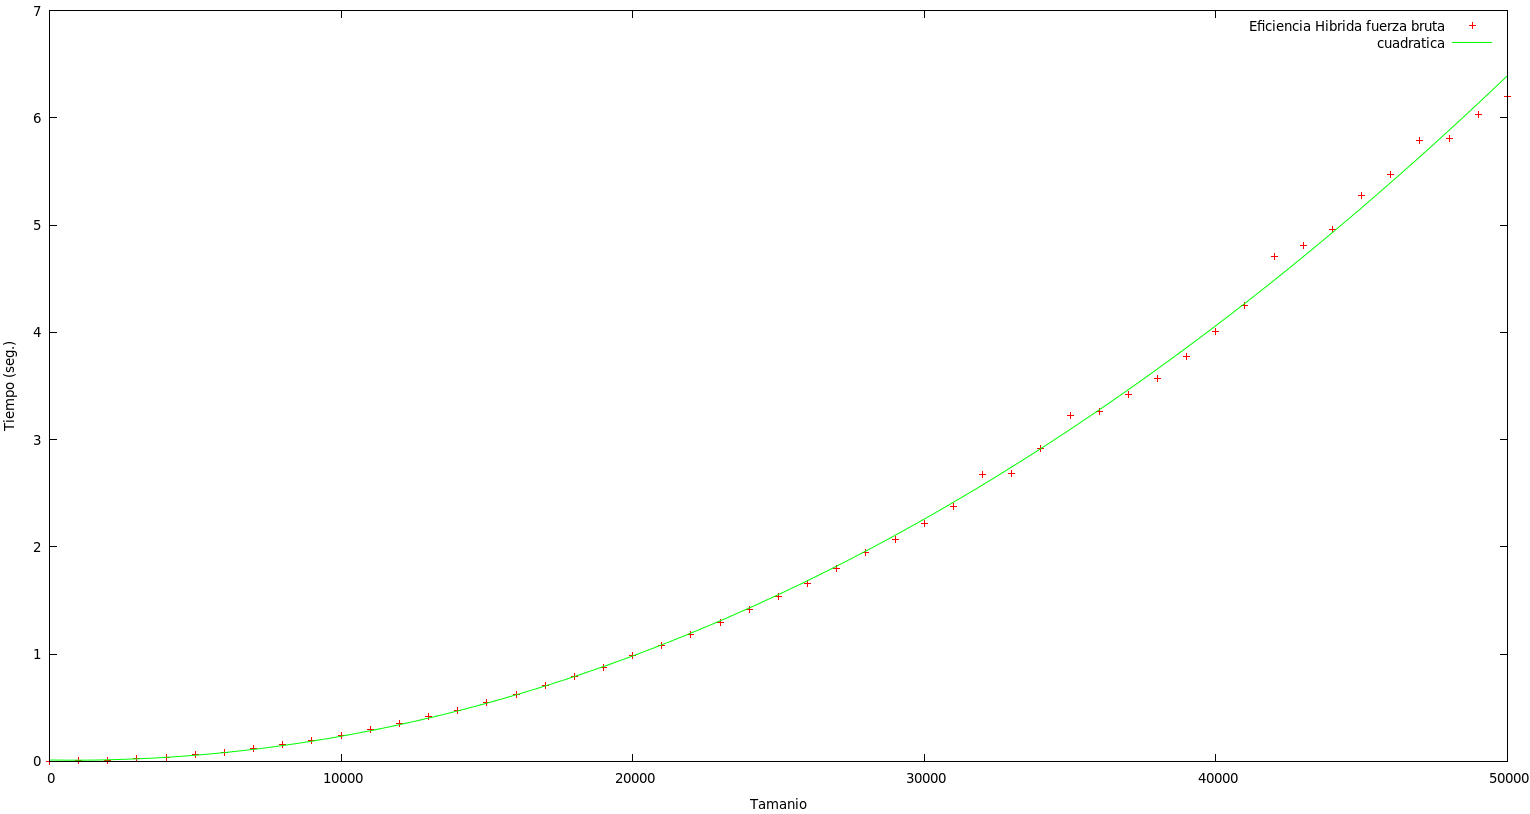 7
Eficiencia Hibrida fuerza bruta
cuadratica
6
5
4
Tiempo (seg.)
3
2
1
0
0 10000 20000 30000 40000 50000
Tamanio